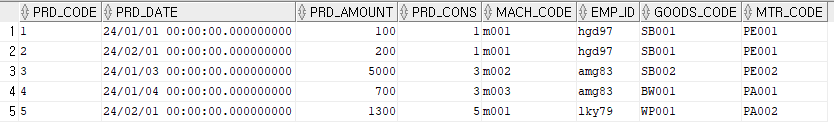 PRD_CODE PRD_DATE PRD_AMOUNT PRD_CONS MACH_CODE EMP_ID GOODS_CODE MTR_CODE
1 1 24/01/01 00:00:00.000000000 100 1 m001 hgd97 SB001 PE001
2 2 24/02/01 00:00:00.000000000 200 1 m001 hgd97 SB001 PE001
3 3 24/01/03 00:00:00.000000000 5000 3 m002 amg83 SB002 PE002
4 4 24/01/04 00:00:00.000000000 700 3 m003 amg83 BW001 PA001
5 5 24/02/01 00:00:00.000000000 1300 5 m001 lky79 WP001 PA002